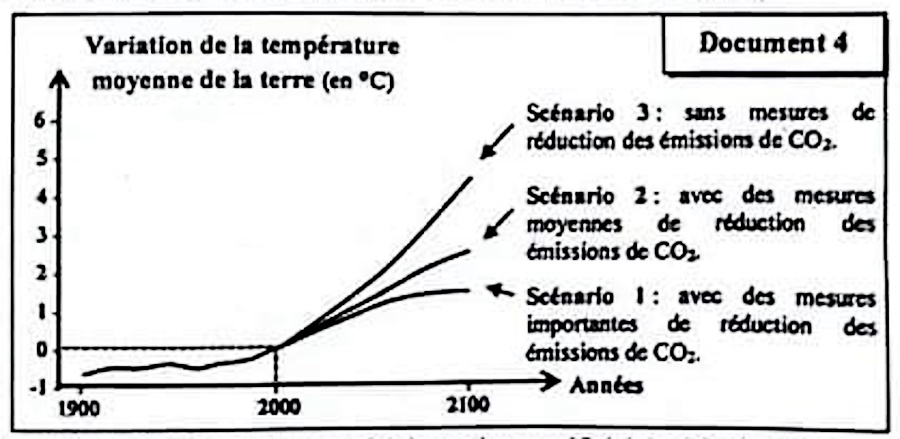 Document 4
Variation de la température
moyenne de la terre (en °C)
6
5
4
3
2
1
0
-1
1900
2000
2100
Années
Scénario 3 : sans mesures de
réduction des émissions de CO₂.
Scénario 2 : avec des mesures
moyennes de réduction des
émissions de CO₂.
Scénario 1 : avec des mesures
importantes de réduction des
émissions de CO₂.